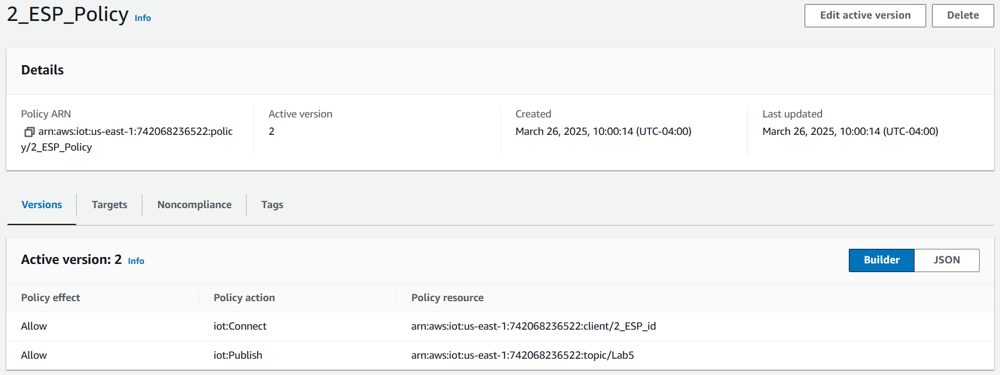 2_ESP_Policy Info
Edit active version
Delete
Details
Policy ARN
arn:aws:iot:us-east-1:742068236522:polic
y/2_ESP_Policy
Active version
2
Created
March 26, 2025, 10:00:14 (UTC-04:00)
Last updated
March 26, 2025, 10:00:14 (UTC-04:00)
Versions
Targets
Noncompliance
Tags
Active version: 2 Info
Builder
JSON
Policy effect Policy action Policy resource
Allow iot:Connect arn:aws:iot:us-east-1:742068236522:client/2_ESP_id
Allow iot:Publish arn:aws:iot:us-east-1:742068236522:topic/Lab5